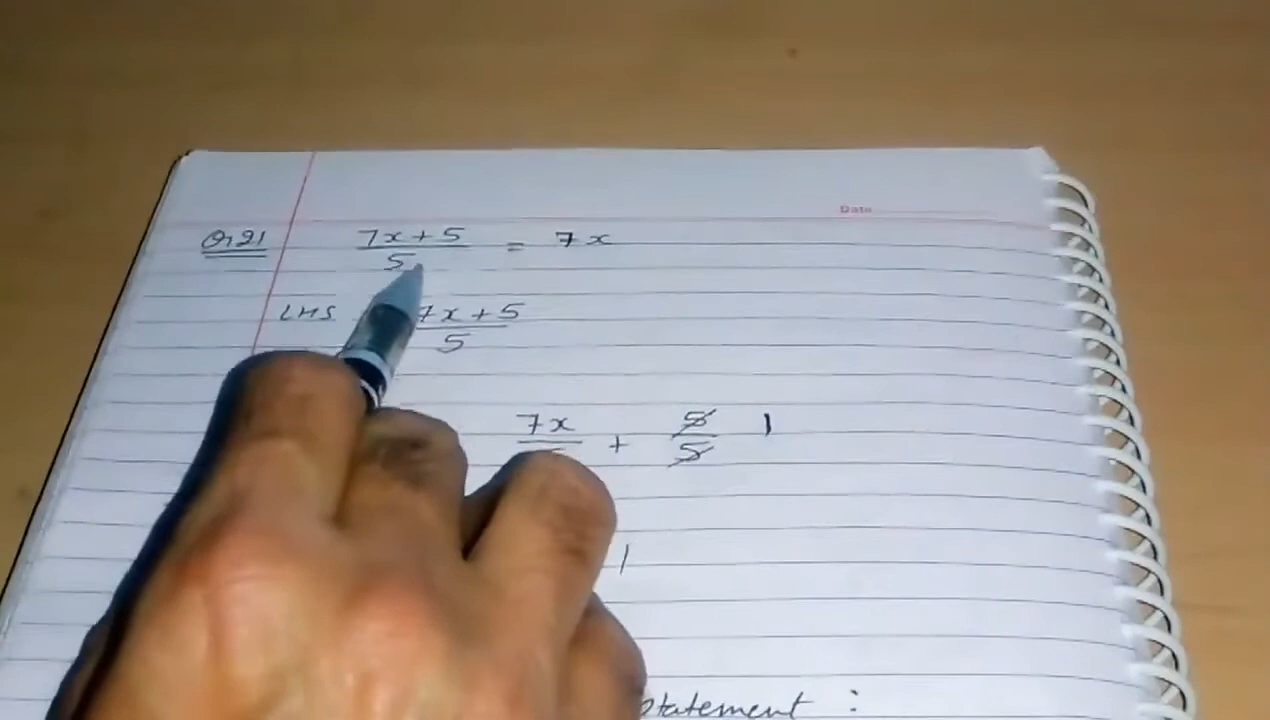 Date
Q.21 7x+5/5 = 7x
LHS 7x+5/5
7x + 5/5 1
1
statement :